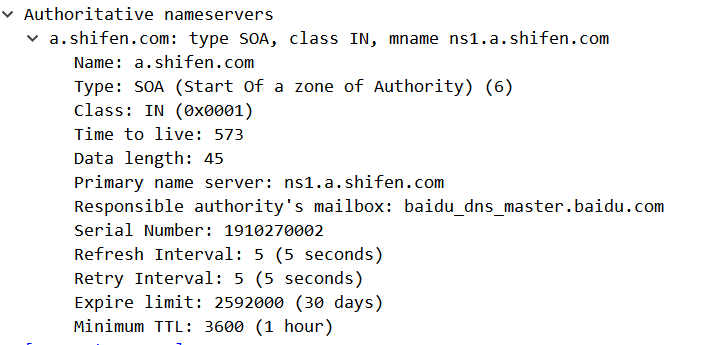 Authoritative nameservers
a.shifen.com: type SOA, class IN, mname ns1.a.shifen.com
Name: a.shifen.com
Type: SOA (Start Of a zone of Authority) (6)
Class: IN (0x0001)
Time to live: 573
Data length: 45
Primary name server: ns1.a.shifen.com
Responsible authority's mailbox: baidu_dns_master.baidu.com
Serial Number: 1910270002
Refresh Interval: 5 (5 seconds)
Retry Interval: 5 (5 seconds)
Expire limit: 2592000 (30 days)
Minimum TTL: 3600 (1 hour)